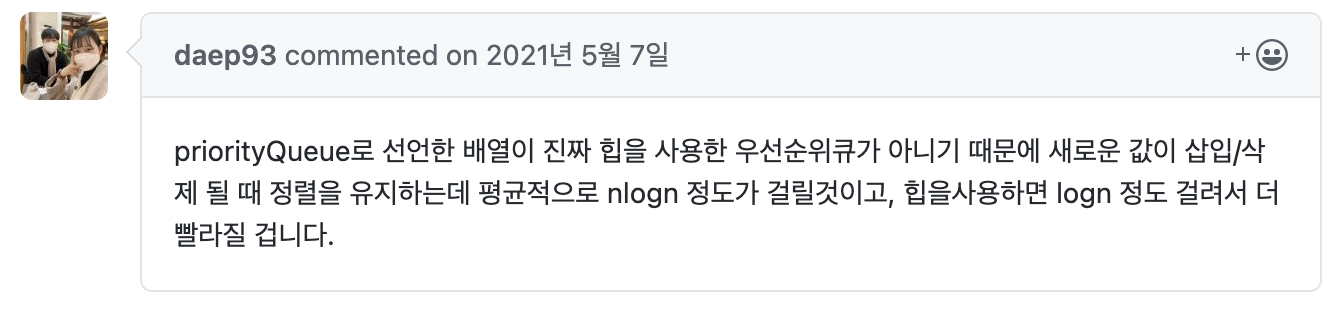 daep93 commented on 2021년 5월 7일
priorityQueue로 선언한 배열이 진짜 힙을 사용한 우선순위큐가 아니기 때문에 새로운 값이 삽입/삭
제 될 때 정렬을 유지하는데 평균적으로 nlogn 정도가 걸릴것이고, 힙을사용하면 logn 정도 걸려서 더
빨라질 겁니다.